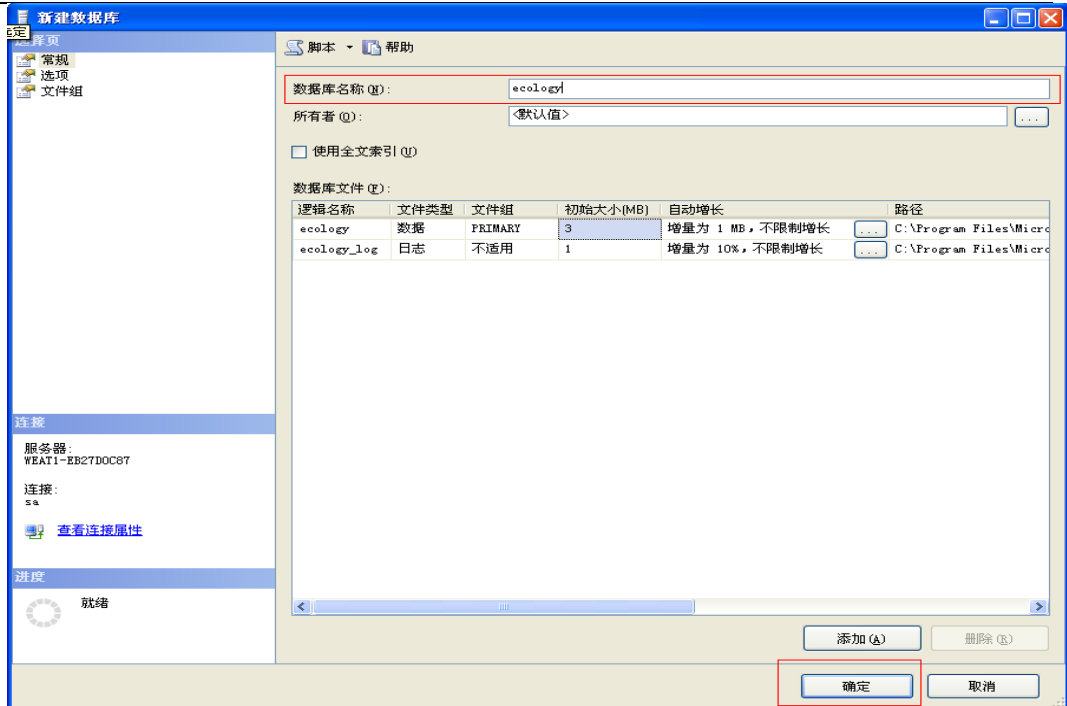 新建数据库
选定
选择页
常规
选项
文件组
脚本 帮助
数据库名称(N): ecology
所有者(O): <默认值> ...
使用全文索引(U)
数据库文件(F):
逻辑名称 文件类型 文件组 初始大小(MB) 自动增长 路径
ecology 数据 PRIMARY 3 增量为 1 MB，不限制增长 ... C:\Program Files\Micro
ecology_log 日志 不适用 1 增量为 10%，不限制增长 ... C:\Program Files\Micro
连接
服务器:
WEAT1-EB27D0C87
连接:
sa
查看连接属性
进度
就绪
添加(A) 删除(R)
确定 取消